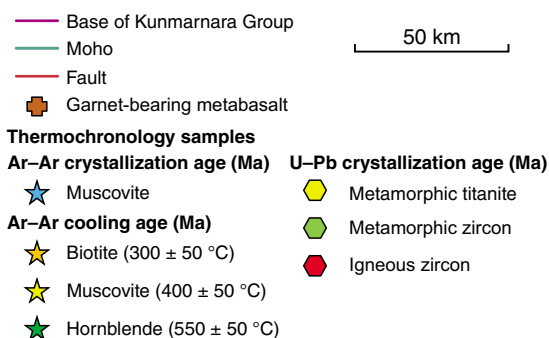 Base of Kunmarnara Group
Moho
Fault
Garnet-bearing metabasalt
50 km
Thermochronology samples
Ar–Ar crystallization age (Ma)
Muscovite
Ar–Ar cooling age (Ma)
Biotite (300 ± 50 °C)
Muscovite (400 ± 50 °C)
Hornblende (550 ± 50 °C)
U–Pb crystallization age (Ma)
Metamorphic titanite
Metamorphic zircon
Igneous zircon